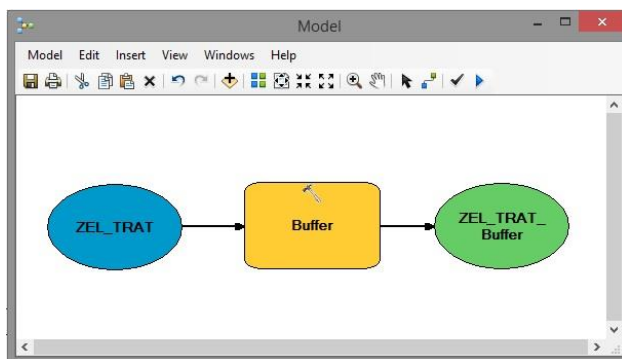 Model
Model Edit Insert View Windows Help
ZEL_TRAT
Buffer
ZEL_TRAT_
Buffer